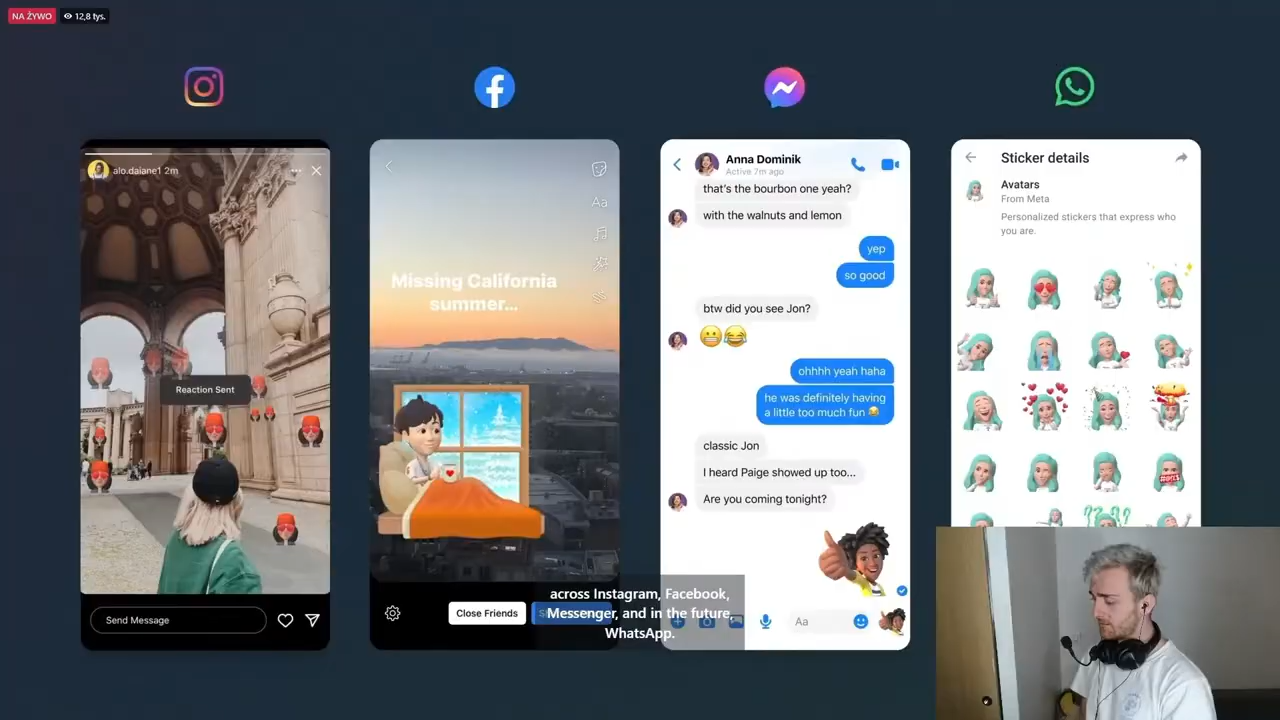 NA ŻYWO
12,8 tys.
alo.daiane1 2m
Reaction Sent
Send Message
Aa
Missing California
summer...
Close Friends
Anna Dominik
Active 7m ago
that's the bourbon one yeah?
with the walnuts and lemon
yep
so good
btw did you see Jon?
ohhhh yeah haha
he was definitely having
a little too much fun 😂
classic Jon
I heard Paige showed up too...
Are you coming tonight?
Aa
Sticker details
Avatars
From Meta
Personalized stickers that express who
you are.
across Instagram, Facebook,
Messenger, and in the future,
WhatsApp.